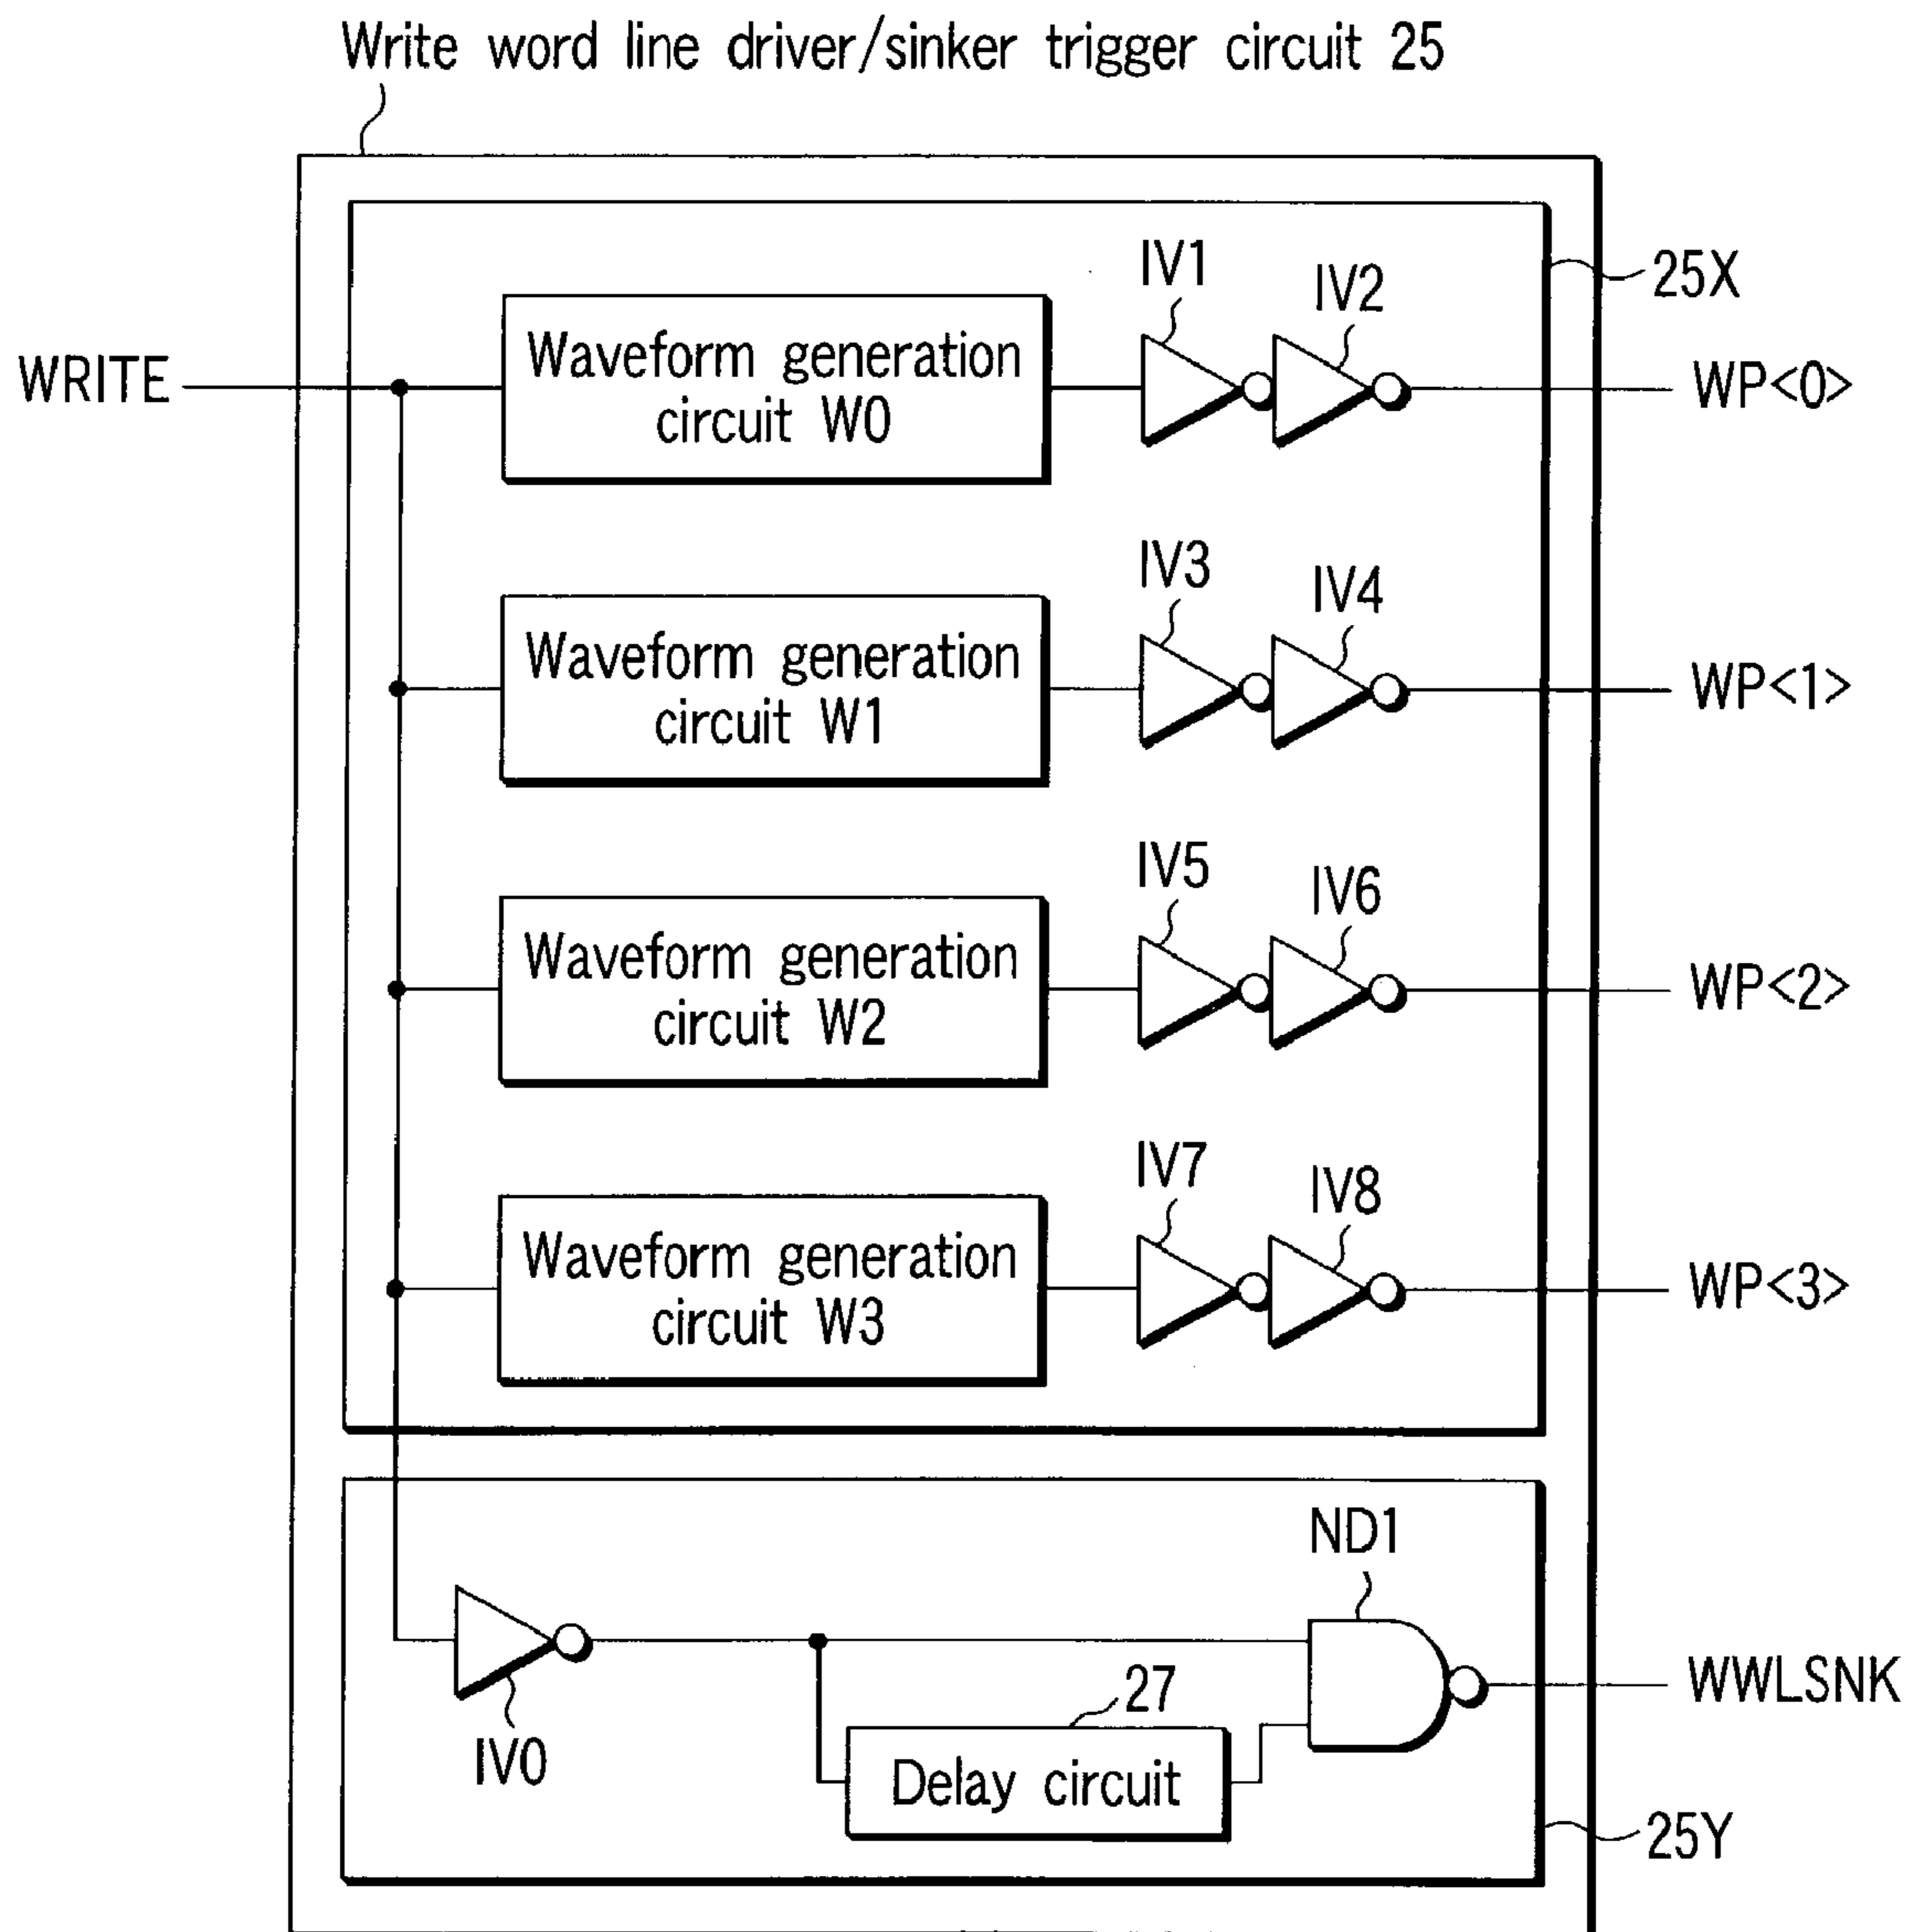 Write word line driver/sinker trigger circuit 25
25X
IV1
IV2
WRITE
Waveform generation
circuit W0
WP<0>
IV3
IV4
Waveform generation
circuit W1
WP<1>
IV5
IV6
Waveform generation
circuit W2
WP<2>
IV7
IV8
Waveform generation
circuit W3
WP<3>
ND1
IV0
27
Delay circuit
WWLSNK
25Y